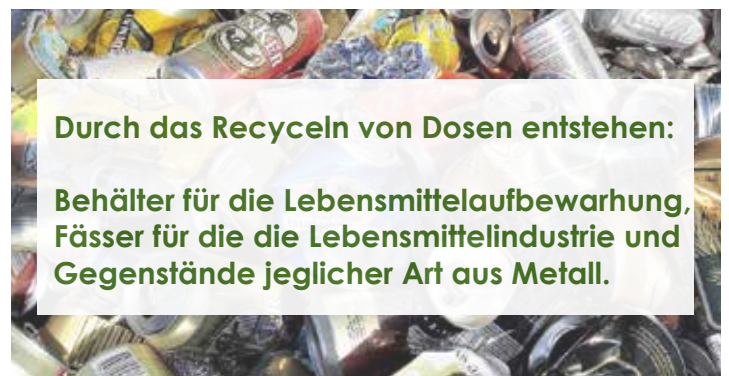 Durch das Recyceln von Dosen entstehen:
Behälter für die Lebensmittelaufbewarhung,
Fässer für die die Lebensmittelindustrie und
Gegenstände jeglicher Art aus Metall.